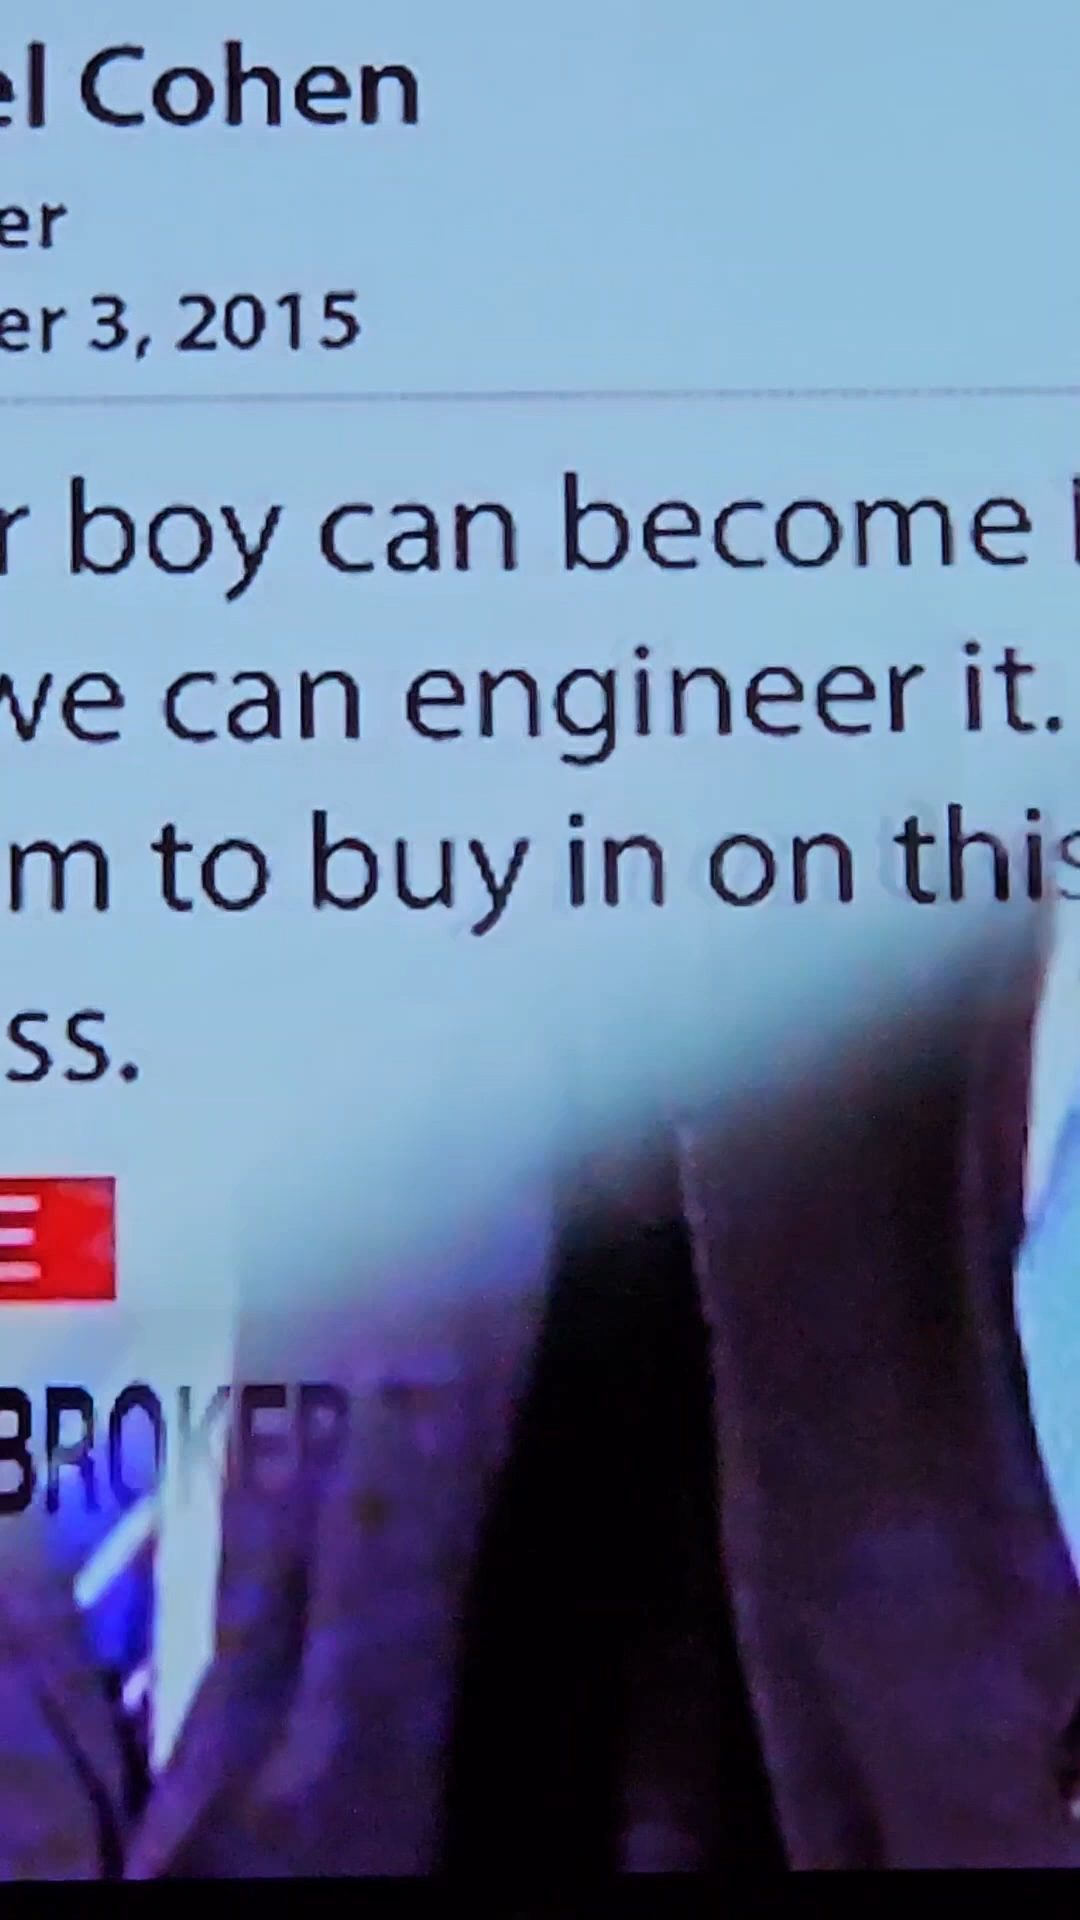 el Cohen
er
er 3, 2015
r boy can become
we can engineer it.
m to buy in on this
ss.
E
BROKER